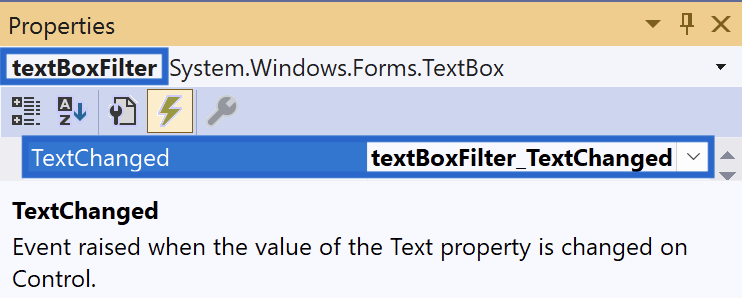 Properties
textBoxFilter System.Windows.Forms.TextBox
A
Z
TextChanged textBoxFilter_TextChanged
TextChanged
Event raised when the value of the Text property is changed on
Control.